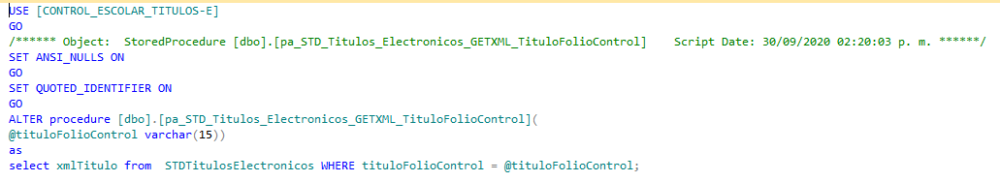 USE [CONTROL_ESCOLAR_TITULOS-E]
GO
/****** Object:  StoredProcedure [dbo].[pa_STD_Titulos_Electronicos_GETXML_TituloFolioControl]    Script Date: 30/09/2020 02:20:03 p. m. ******/
SET ANSI_NULLS ON
GO
SET QUOTED_IDENTIFIER ON
GO
ALTER procedure [dbo].[pa_STD_Titulos_Electronicos_GETXML_TituloFolioControl](
@tituloFolioControl varchar(15))
as
select xmlTitulo from  STDTitulosElectronicos WHERE tituloFolioControl = @tituloFolioControl;